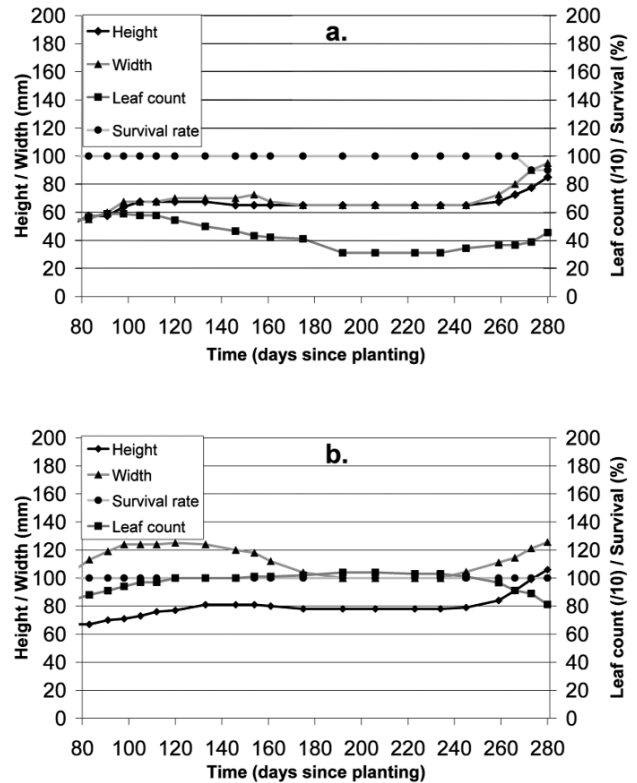 a.
Height
Width
Leaf count
Survival rate
200
180
160
140
120
100
80
60
40
20
0
Height / Width (mm)
200
180
160
140
120
100
80
60
40
20
0
Leaf count (/10) / Survival (%)
80 100 120 140 160 180 200 220 240 260 280
Time (days since planting)
b.
Height
Width
Survival rate
Leaf count
200
180
160
140
120
100
80
60
40
20
0
Height / Width (mm)
200
180
160
140
120
100
80
60
40
20
0
Leaf count (/10) / Survival (%)
80 100 120 140 160 180 200 220 240 260 280
Time (days since planting)